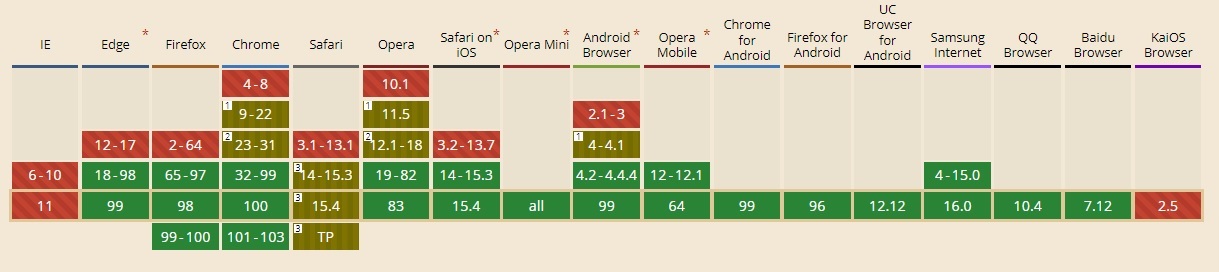 IE Edge * Firefox Chrome Safari Opera Safari on iOS * Opera Mini * Android Browser * Opera Mobile * Chrome for Android Firefox for Android UC Browser for Android Samsung Internet QQ Browser Baidu Browser KaiOS Browser
4-8 10.1
1 9-22 1 11.5 2.1-3
12-17 2-64 2 23-31 3.1-13.1 2 12.1-18 3.2-13.7 1 4-4.1
6-10 18-98 65-97 32-99 3 14-15.3 19-82 14-15.3 4.2-4.4.4 12-12.1 4-15.0
11 99 98 100 3 15.4 83 15.4 all 99 64 99 96 12.12 16.0 10.4 7.12 2.5
99-100 101-103 3 TP